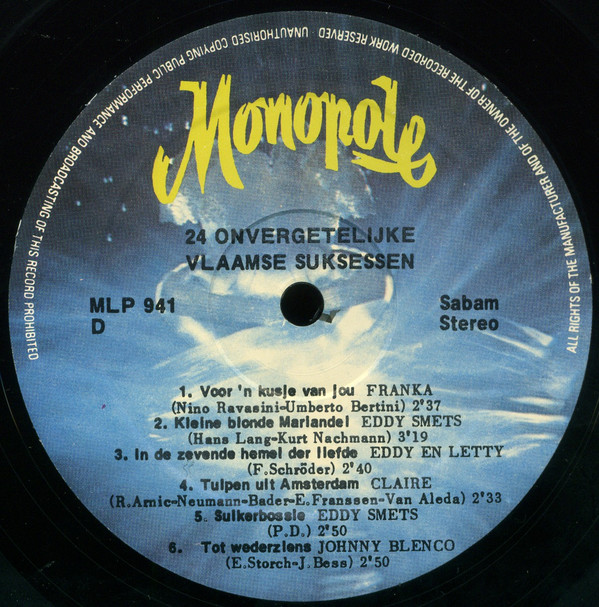 ALL RIGHTS OF THE MANUFACTURER AND OF THE OWNER OF THE RECORDED WORK RESERVED · UNAUTHORISED COPYING PUBLIC PERFORMANCE AND BROADCASTING OF THIS RECORD PROHIBITED
Monopole
24 ONVERGETELIJKE
VLAAMSE SUKSESSEN
MLP 941
D
Sabam
Stereo
1. Voor 'n kusje van jou FRANKA
(Nino Ravasini-Umberto Bertini) 2'37
2. Kleine blonde Mariandel EDDY SMETS
(Hans Lang-Kurt Nachmann) 3'19
3. In de zevende hemel der liefde EDDY EN LETTY
(F.Schröder) 2'40
4. Tulpen uit Amsterdam CLAIRE
(R.Arnic-Neumann-Bader-E.Franssen-Van Aleda) 2'33
5. Suikerbossie EDDY SMETS
(P.D.) 2'50
6. Tot wederziens JOHNNY BLENCO
(E.Storch-J.Bess) 2'50